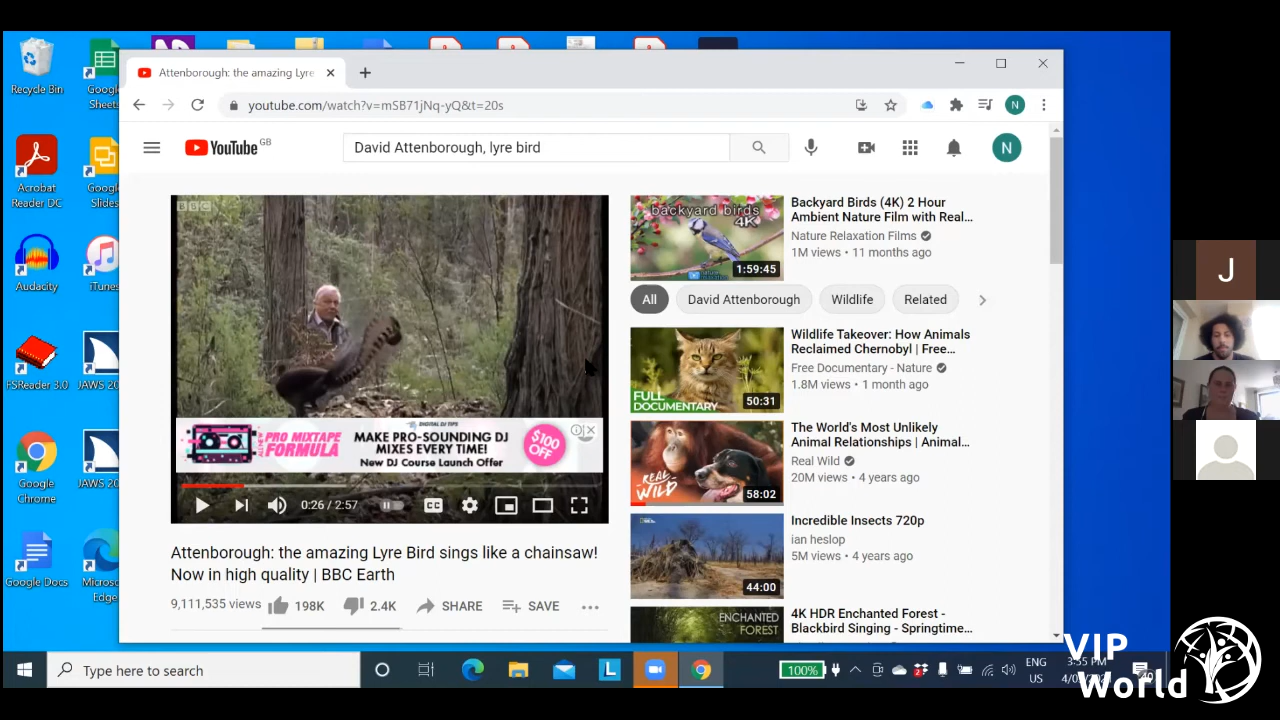 Recycle Bin
Google
Sheets
Acrobat
Reader DC
Google
Slides
Audacity
iTunes
FSReader 3.0
JAWS 20
Google
Chrome
JAWS 20
Google Docs
Edge
Attenborough: the amazing Lyre
youtube.com/watch?v=mSB71jNq-yQ&t=20s
N
YouTube GB
David Attenborough, lyre bird
N
BBC
DIGITAL DJ TIPS
PRO MIXTAPE
FORMULA
MAKE PRO-SOUNDING DJ
MIXES EVERY TIME!
New DJ Course Launch Offer
$100
OFF
CC
0:26 / 2:57
Attenborough: the amazing Lyre Bird sings like a chainsaw!
Now in high quality | BBC Earth
9,111,535 views
198K
2.4K
SHARE
SAVE
backyard birds
4K
1:59:45
Backyard Birds (4K) 2 Hour
Ambient Nature Film with Real...
Nature Relaxation Films
1M views • 11 months ago
All
David Attenborough
Wildlife
Related
FULL
DOCUMENTARY
50:31
Wildlife Takeover: How Animals
Reclaimed Chernobyl | Free...
Free Documentary - Nature
1.8M views • 1 month ago
REAL
WILD
58:02
The World's Most Unlikely
Animal Relationships | Animal...
Real Wild
20M views • 4 years ago
44:00
Incredible Insects 720p
ian heslop
5M views • 4 years ago
ENCHANTED
FOREST
4K HDR Enchanted Forest -
Blackbird Singing - Springtime...
J
Type here to search
L
100%
ENG
US
3:35 PM
VIP
World